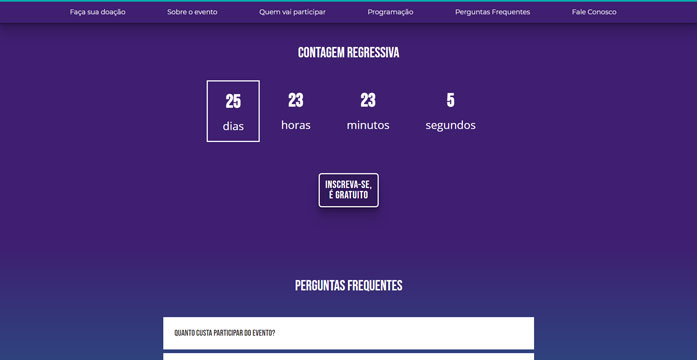 Faça sua doação Sobre o evento Quem vai participar Programação Perguntas Frequentes Fale Conosco
CONTAGEM REGRESSIVA
25 23 23 5
dias horas minutos segundos
INSCREVA-SE,
É GRATUITO
PERGUNTAS FREQUENTES
QUANTO CUSTA PARTICIPAR DO EVENTO?